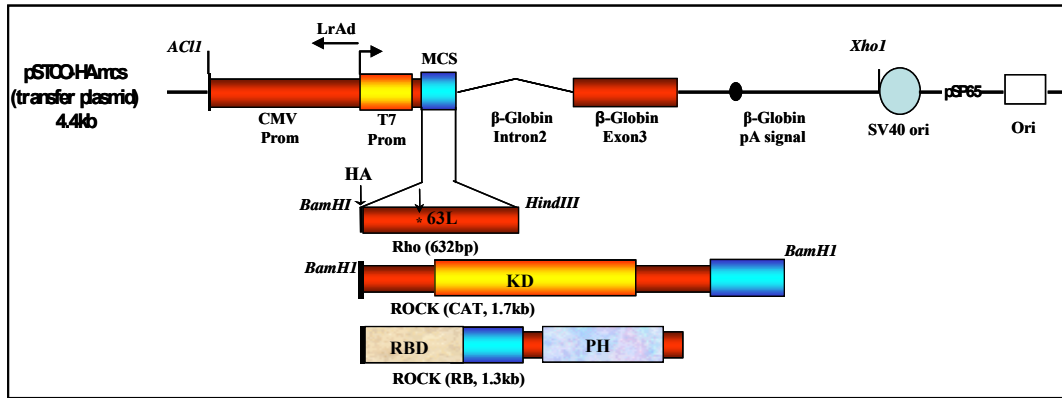 LrAd
ACl1
MCS
Xho1
pSTCO-HAmcs
(transfer plasmid)
4.4kb
pSP65
CMV
Prom
T7
Prom
β-Globin
Intron2
β-Globin
Exon3
β-Globin
pA signal
SV40 ori
Ori
HA
BamHI
HindIII
* 63L
Rho (632bp)
BamH1
BamH1
KD
ROCK (CAT, 1.7kb)
RBD
PH
ROCK (RB, 1.3kb)